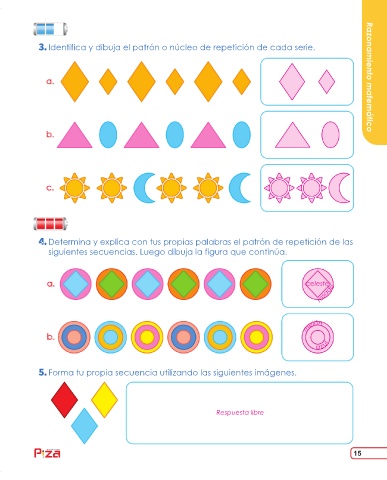 Razonamiento matemático
3. Identifica y dibuja el patrón o núcleo de repetición de cada serie.
a.
b.
c.
4. Determina y explica con tus propias palabras el patrón de repetición de las
siguientes secuencias. Luego dibuja la figura que continúa.
a.
celeste
b.
5. Forma tu propia secuencia utilizando las siguientes imágenes.
Respuesta libre
Pizza
15